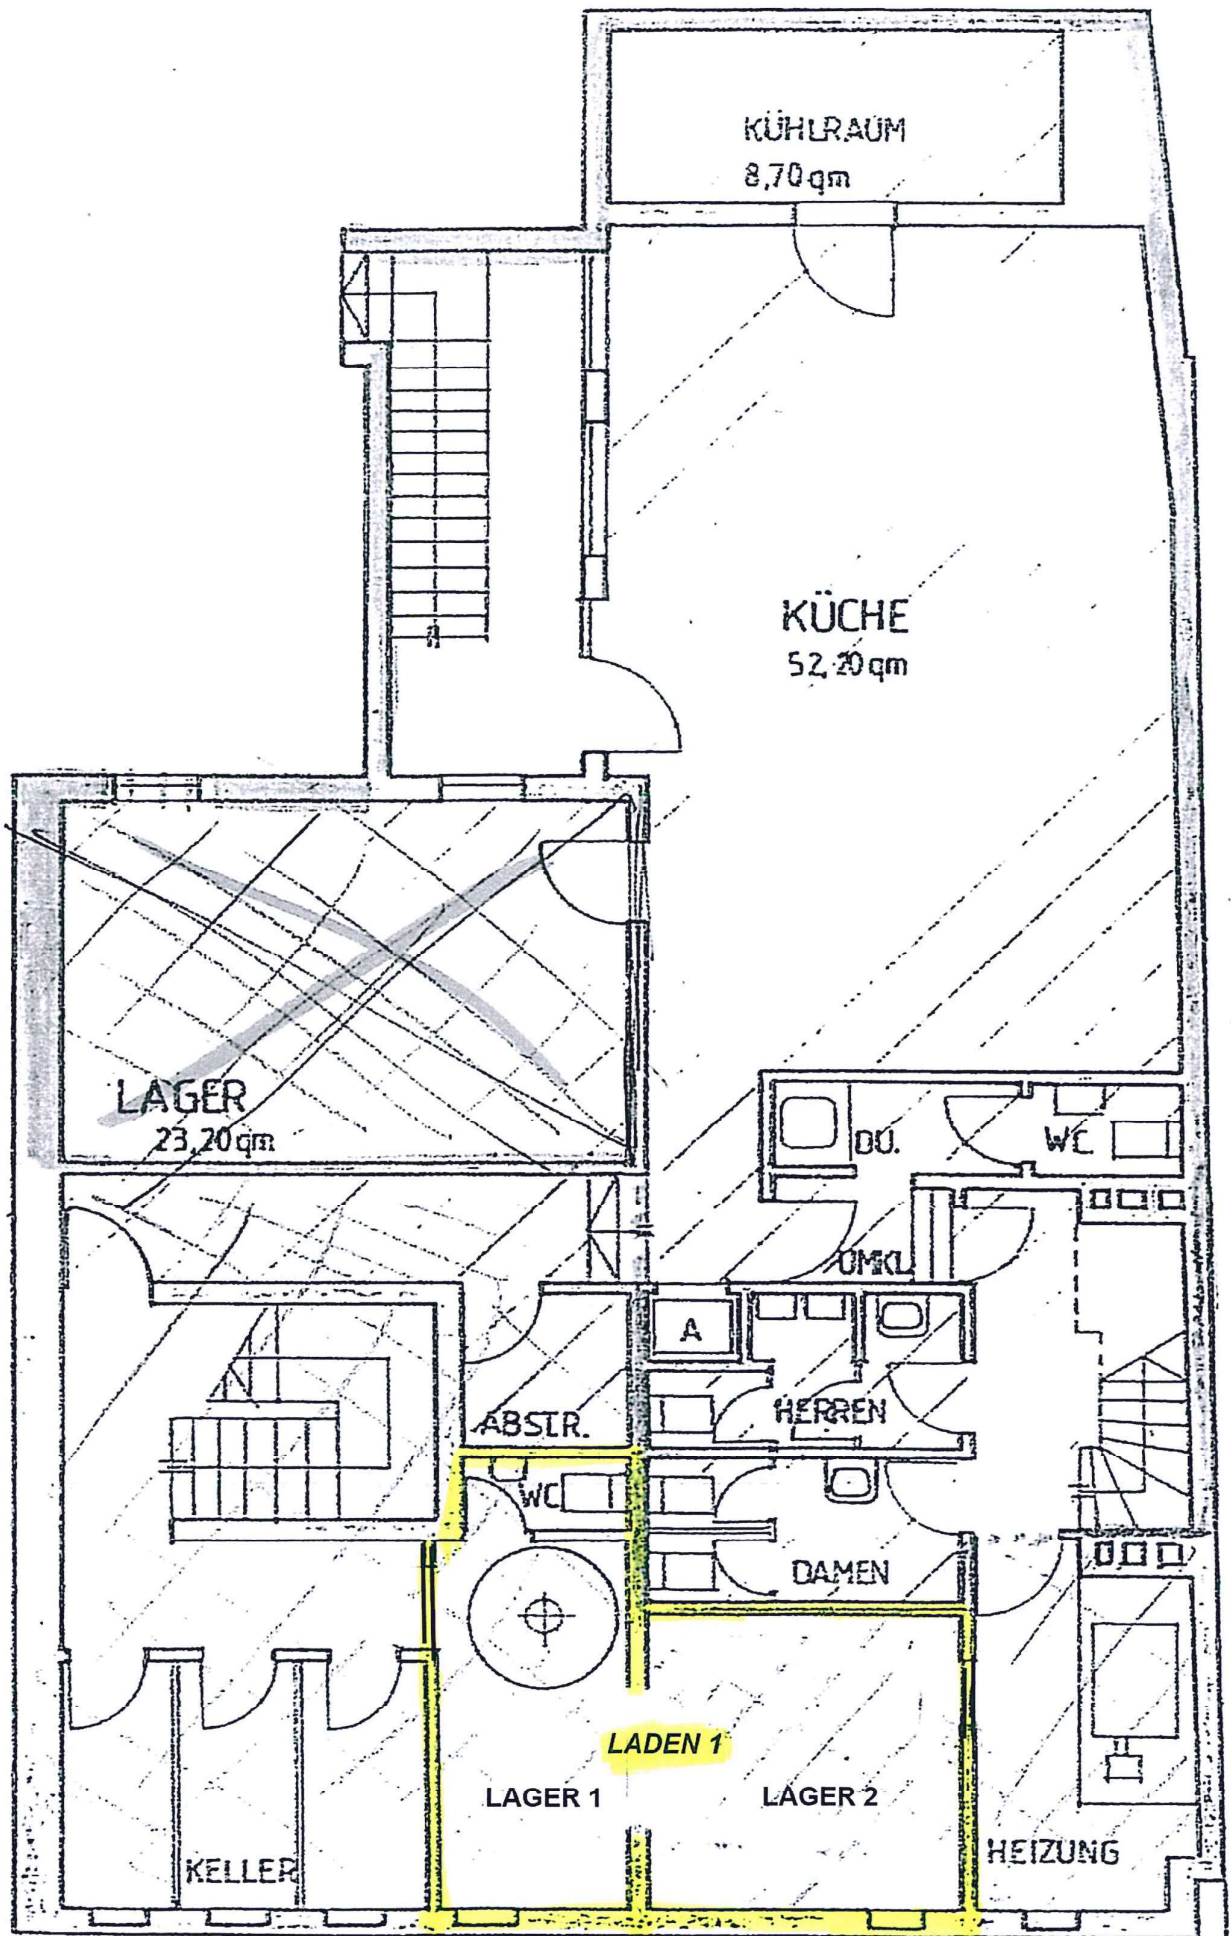 KÜHLRAUM
8,70 qm
KÜCHE
52,20 qm
LAGER
23,20 qm
DU.
WC
UMKL.
A
HERREN
ABSTR.
WC
DAMEN
LADEN 1
LAGER 1
LAGER 2
KELLER
HEIZUNG